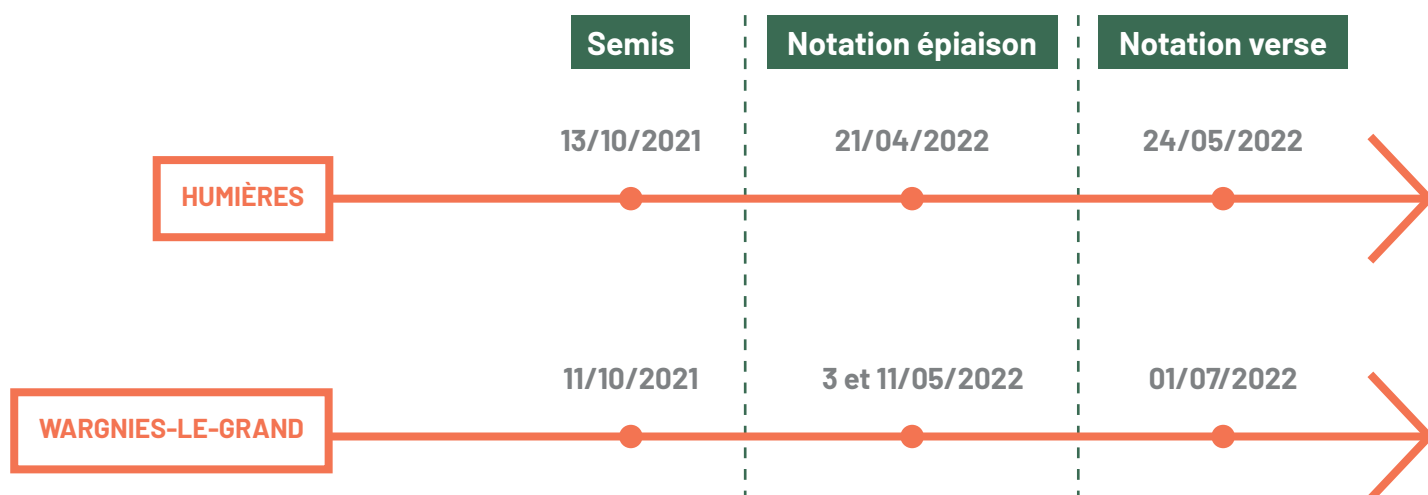 Semis
Notation épiaison
Notation verse
13/10/2021
21/04/2022
24/05/2022
HUMIÈRES
11/10/2021
3 et 11/05/2022
01/07/2022
WARGNIES-LE-GRAND